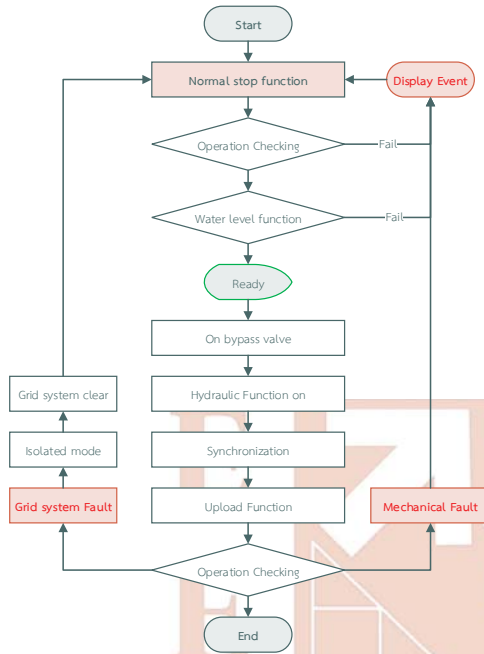 Start
Normal stop function
Display Event
Operation Checking
Fail
Water level function
Fail
Ready
On bypass valve
Grid system clear
Hydraulic Function on
Isolated mode
Synchronization
Grid system Fault
Upload Function
Mechanical Fault
Operation Checking
End